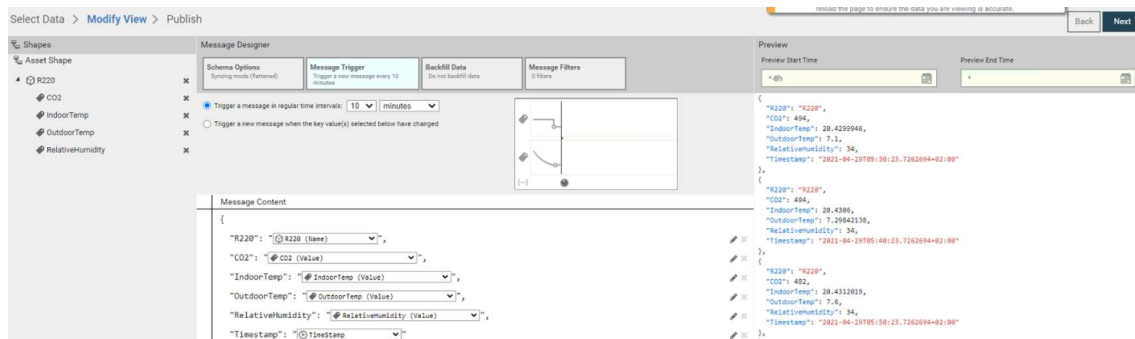 reload the page to ensure the data you are viewing is accurate.
Select Data > Modify View > Publish
Back
Next
Shapes
Asset Shape
R220
CO2
IndoorTemp
OutdoorTemp
RelativeHumidity
Message Designer
Schema Options
Syncing mode (flattened)
Message Trigger
Trigger a new message every 10
minutes
Backfill Data
Do not backfill data
Message Filters
0 filters
Trigger a message in regular time intervals: 10 minutes
Trigger a new message when the key value(s) selected below have changed
Message Content
{
"R220": "R220 (Name)",
"CO2": "CO2 (Value)",
"IndoorTemp": "IndoorTemp (Value)",
"OutdoorTemp": "OutdoorTemp (Value)",
"RelativeHumidity": "RelativeHumidity (Value)",
"Timestamp": "TimeStamp"
Preview
Preview Start Time
Preview End Time
*-8h
*
{
"R220": "R220",
"CO2": 494,
"IndoorTemp": 20.4299946,
"OutdoorTemp": 7.1,
"RelativeHumidity": 34,
"Timestamp": "2021-04-29T05:30:23.7262694+02:00"
},
{
"R220": "R220",
"CO2": 494,
"IndoorTemp": 20.4306,
"OutdoorTemp": 7.29842138,
"RelativeHumidity": 34,
"Timestamp": "2021-04-29T05:40:23.7262694+02:00"
},
{
"R220": "R220",
"CO2": 482,
"IndoorTemp": 20.4312019,
"OutdoorTemp": 7.6,
"RelativeHumidity": 34,
"Timestamp": "2021-04-29T05:50:23.7262694+02:00"
},